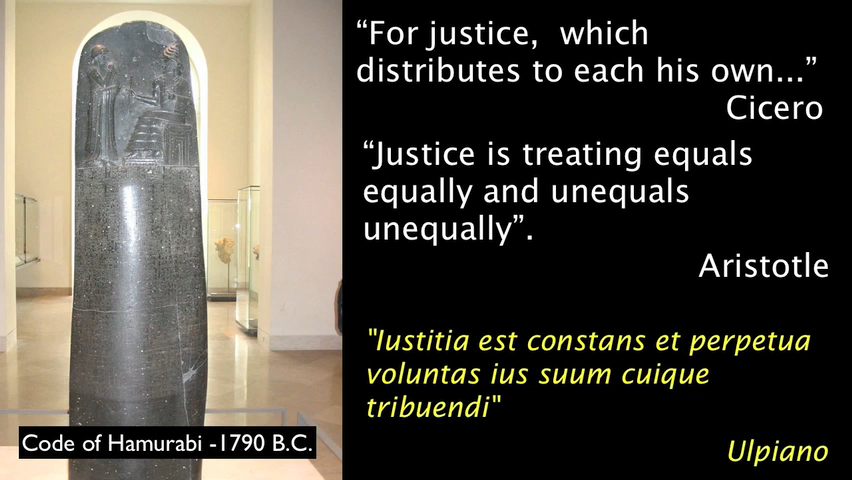 “For justice, which
distributes to each his own...”
Cicero
“Justice is treating equals
equally and unequals
unequally”.
Aristotle
"Iustitia est constans et perpetua
voluntas ius suum cuique
tribuendi"
Ulpiano
Code of Hamurabi -1790 B.C.